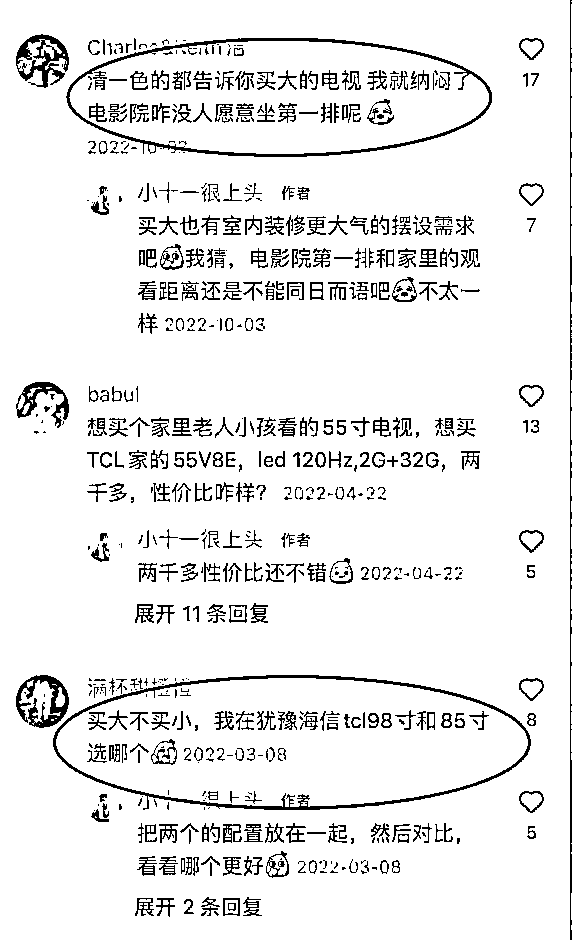 Charles&Keith洁
清一色的都告诉你买大的电视 我就纳闷了
电影院咋没人愿意坐第一排呢
17
2022-10-02
小十一很上头 作者
买大也有室内装修更大气的摆设需求
吧我猜，电影院第一排和家里的观
看距离还是不能同日而语吧不太一
样 2022-10-03
7
babul
想买个家里老人小孩看的55寸电视，想买
TCL家的55V8E，led 120Hz,2G+32G，两
千多，性价比咋样？ 2022-04-22
13
小十一很上头 作者
两千多性价比还不错 2022-04-22
5
展开 11 条回复
满杯甜橙橙
买大不买小，我在犹豫海信tcl98寸和85寸
选哪个 2022-03-08
8
小十一很上头 作者
把两个的配置放在一起，然后对比，
看看哪个更好 2022-03-08
5
展开 2 条回复